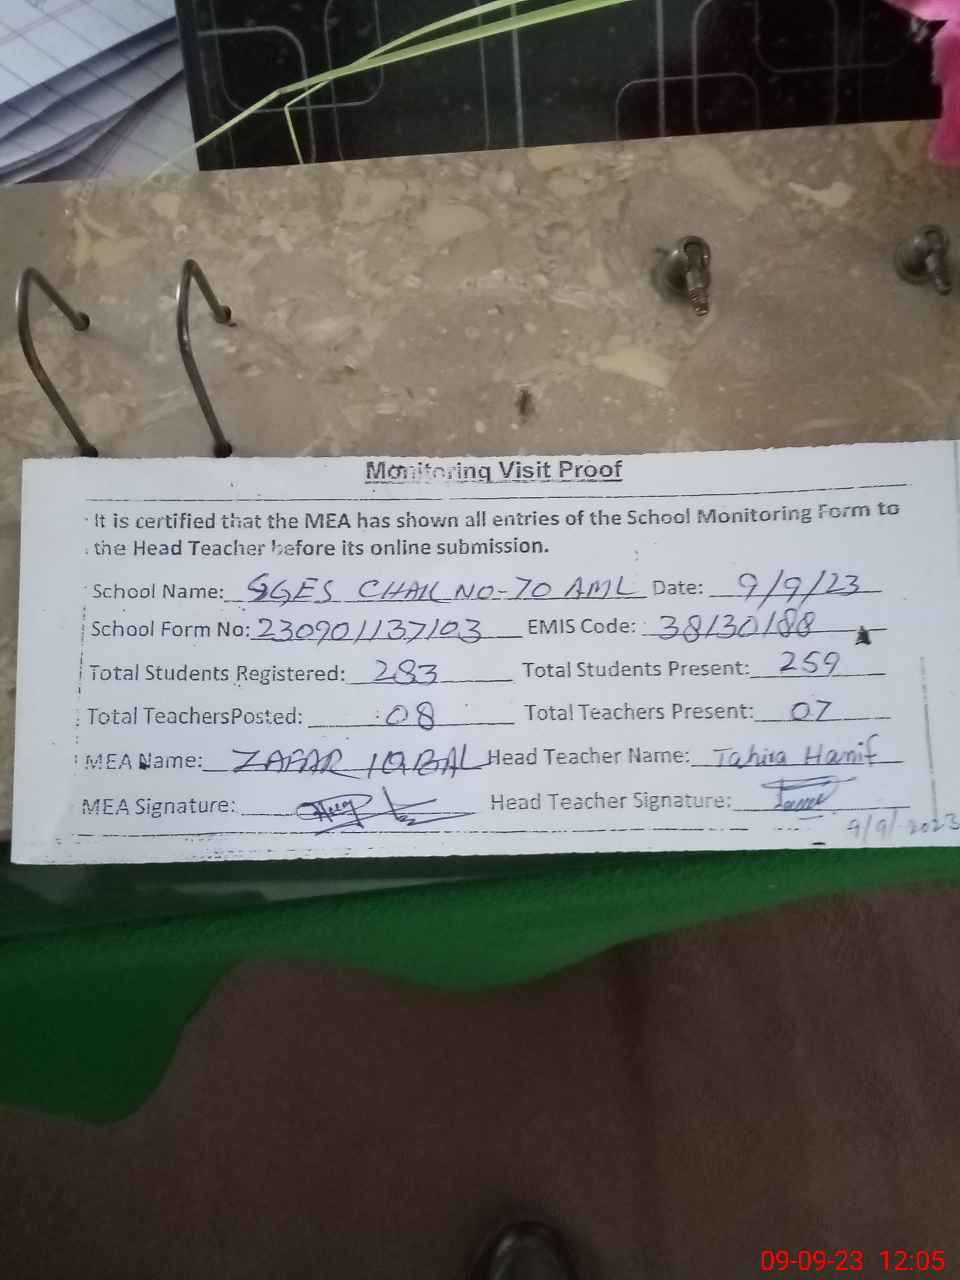 Monitoring Visit Proof
It is certified that the MEA has shown all entries of the School Monitoring Form to
the Head Teacher before its online submission.
School Name: GGES CHAK NO-70 AML Date: 9/9/23
School Form No: 230901137103 EMIS Code: 38130188
Total Students Registered: 283 Total Students Present: 259
Total TeachersPosted: 08 Total Teachers Present: 07
MEA Name: ZAFAR IQBAL Head Teacher Name: Tahira Hanif
MEA Signature: Head Teacher Signature:
9/9/2023
09-09-23 12:05